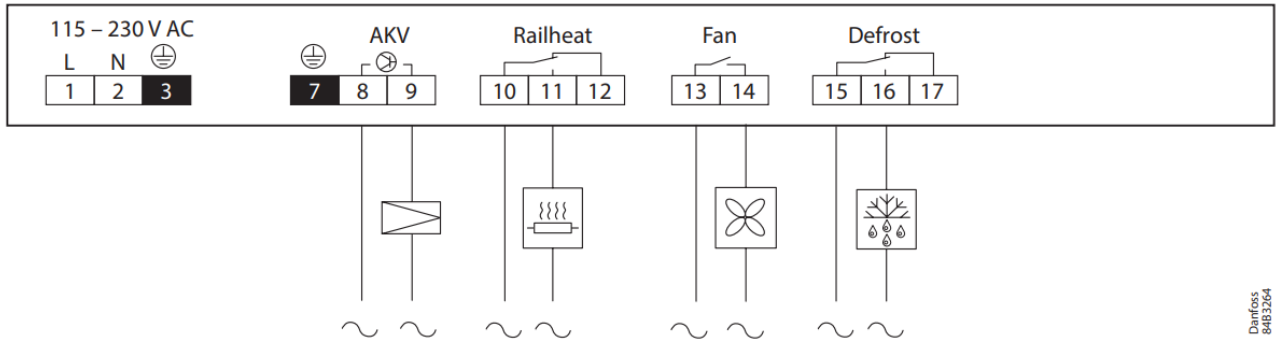 115 – 230 V AC
AKV
Railheat
Fan
Defrost
L N
1 2 3
7 8 9
10 11 12
13 14
15 16 17
Danfoss
84B3264